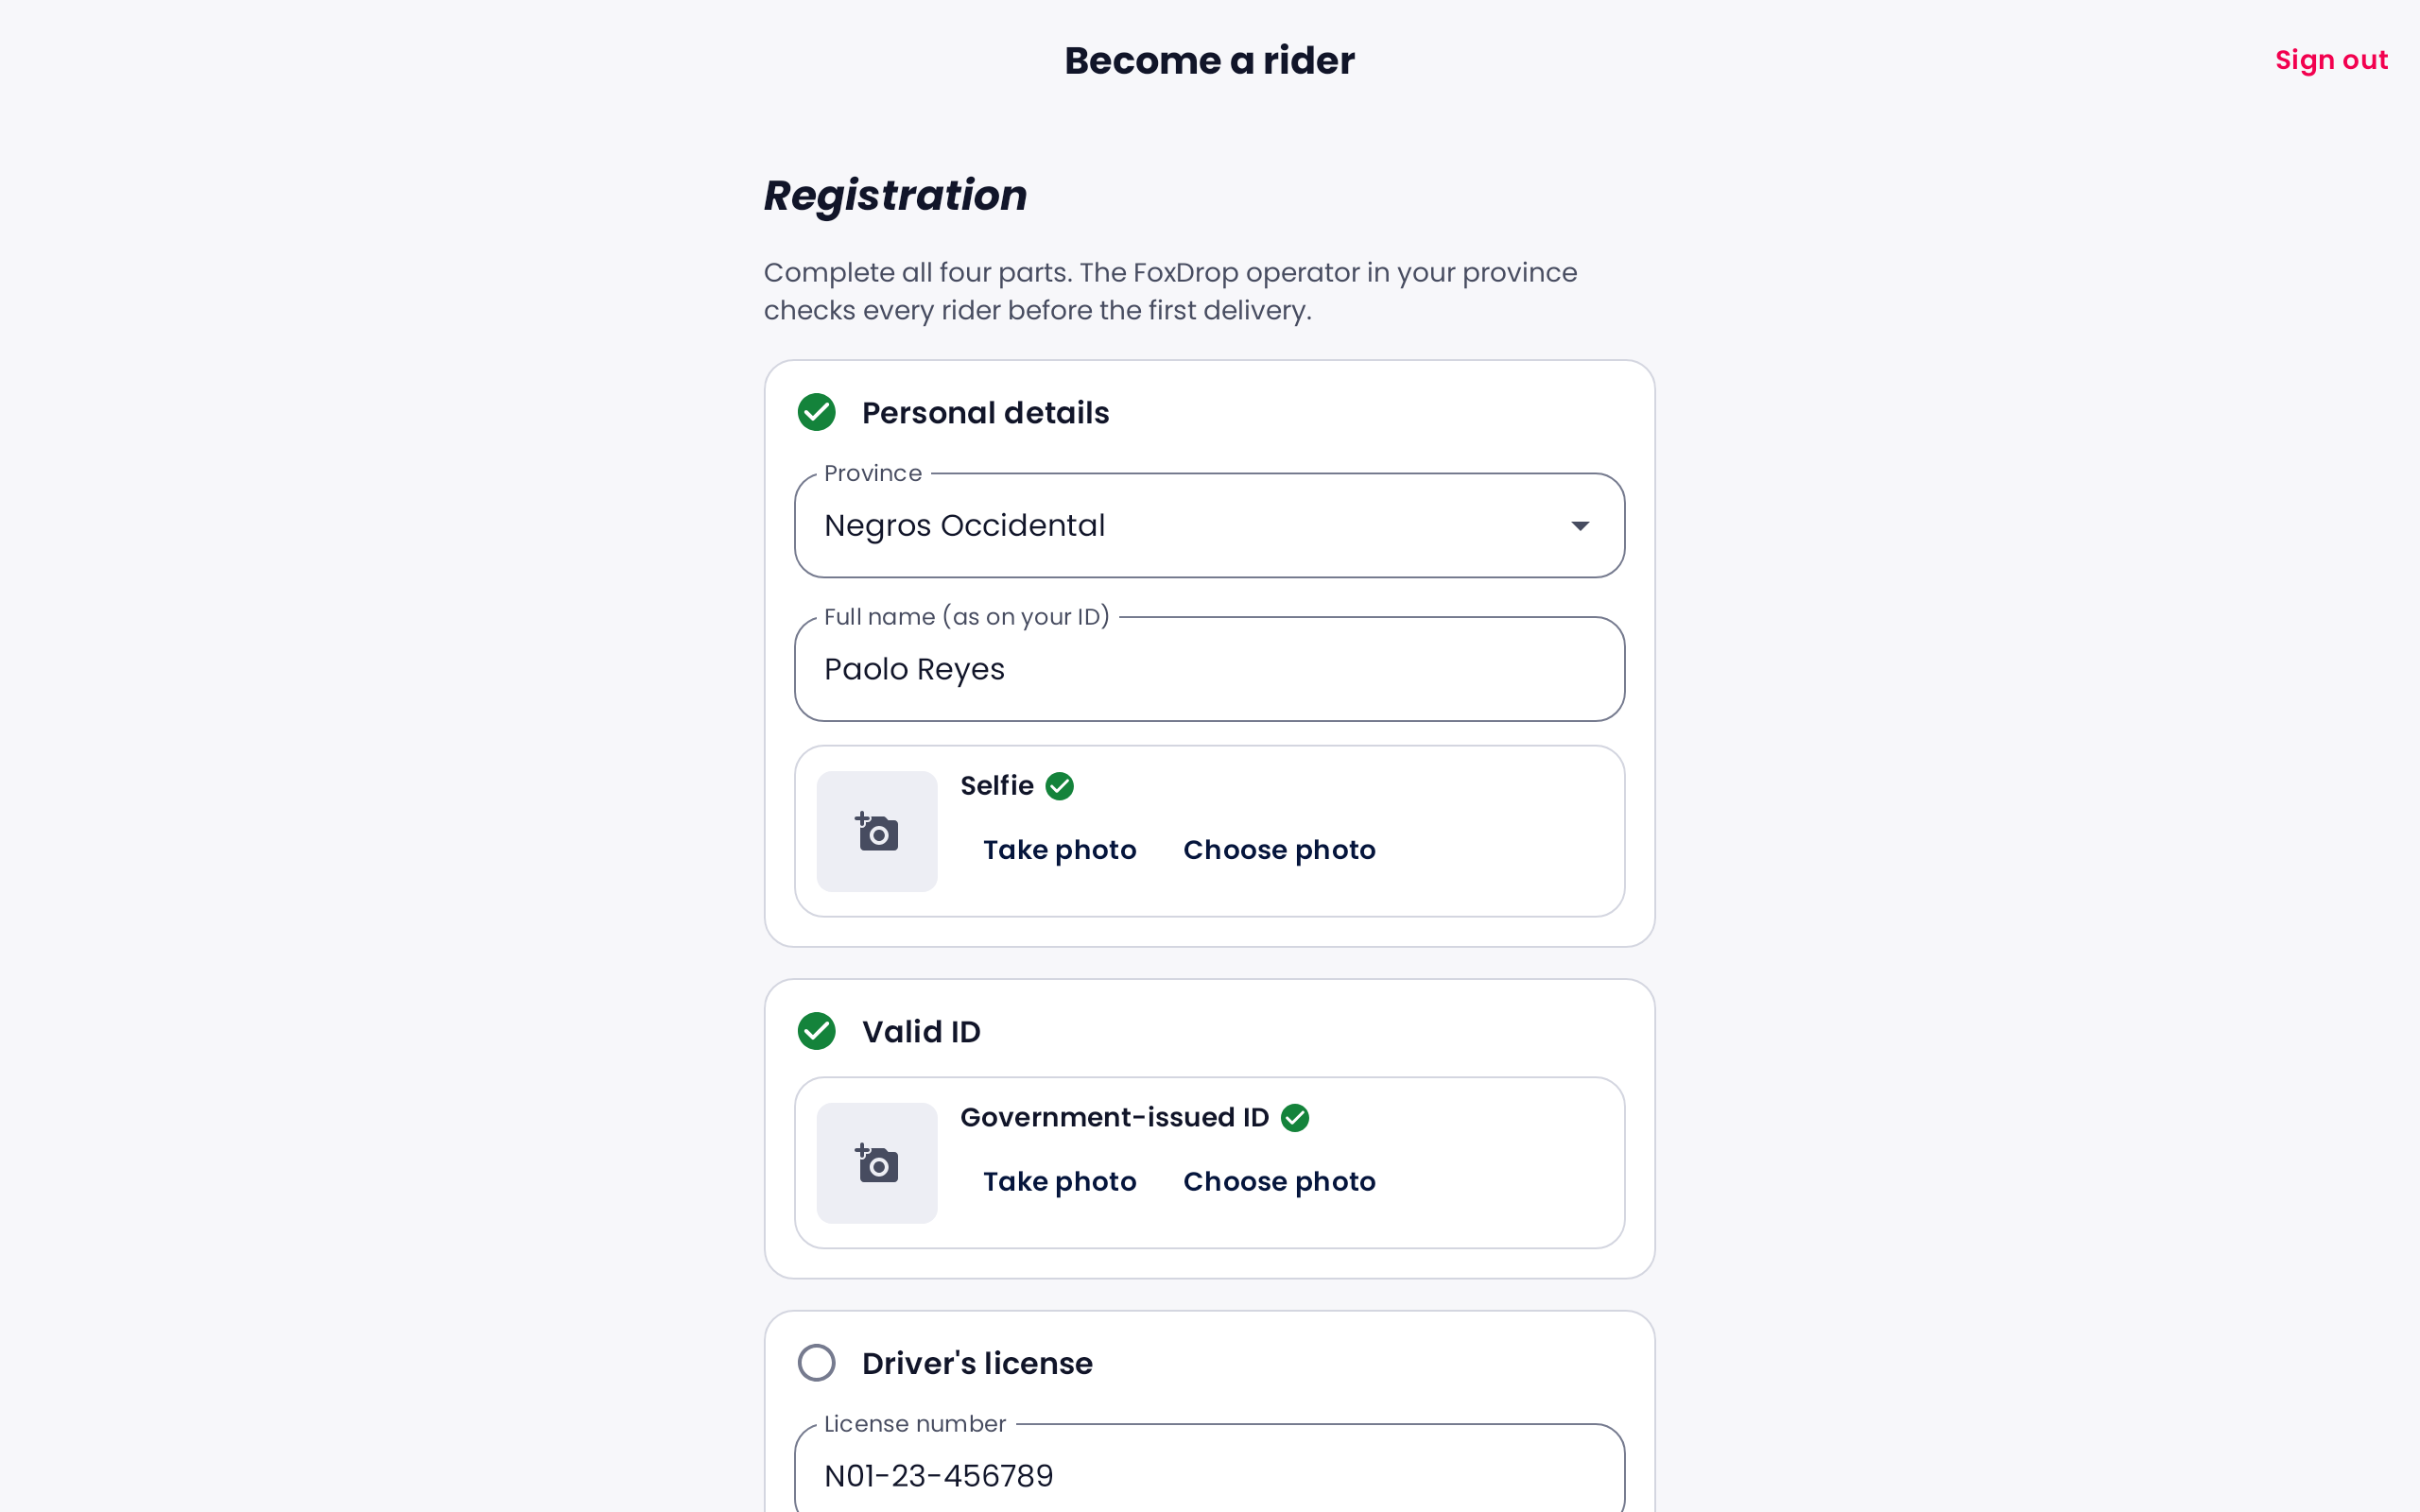 Become a rider
Sign out
Registration
Complete all four parts. The FoxDrop operator in your province
checks every rider before the first delivery.
Personal details
Province
Negros Occidental
Full name (as on your ID)
Paolo Reyes
Selfie
Take photo Choose photo
Valid ID
Government-issued ID
Take photo Choose photo
Driver's license
License number
N01-23-456789